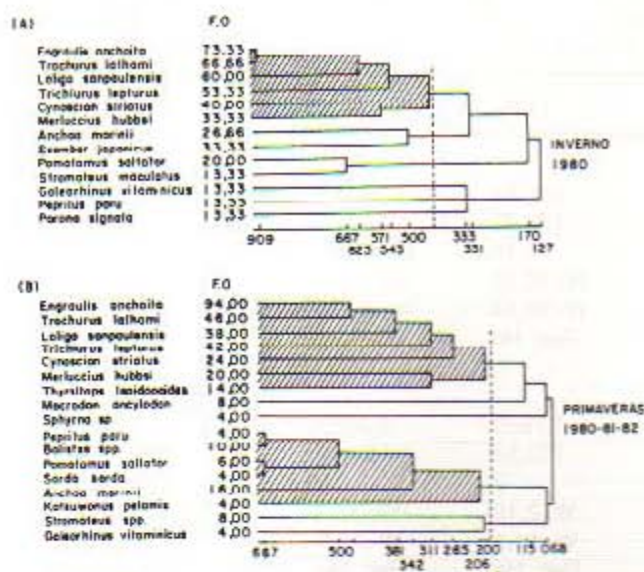 (A) F.O
Engraulis anchoita 73,33
Trachurus lathami 66,66
Loligo sanpaulensis 60,00
Trichiurus lepturus 53,33
Cynoscion striatus 40,00
Merluccius hubbsi 33,33
Anchoa marinii 26,66
Scomber japonicus 33,33
Pomatomus saltator 20,00
Stromateus maculatus 13,33
Galeorhinus vitaminicus 13,33
Peprilus paru 13,33
Parona signata 13,33
INVERNO
1980
909 667 571 500 333 170
625 543 331 127
(B) F.O
Engraulis anchoita 94,00
Trachurus lathami 46,00
Loligo sanpaulensis 38,00
Trichiurus lepturus 42,00
Cynoscion striatus 24,00
Merluccius hubbsi 20,00
Thyrsitops lepidopoides 14,00
Macrodon ancylodon 8,00
Sphyrna sp 4,00
Peprilus paru 4,00
Balistes spp. 10,00
Pomatomus saltator 6,00
Sarda sarda 4,00
Anchoa marinii 16,00
Katsuwonus pelamis 4,00
Stromateus spp. 8,00
Galeorhinus vitaminicus 4,00
PRIMAVERAS
1980-81-82
667 500 381 311 265 200 115 068
342 206